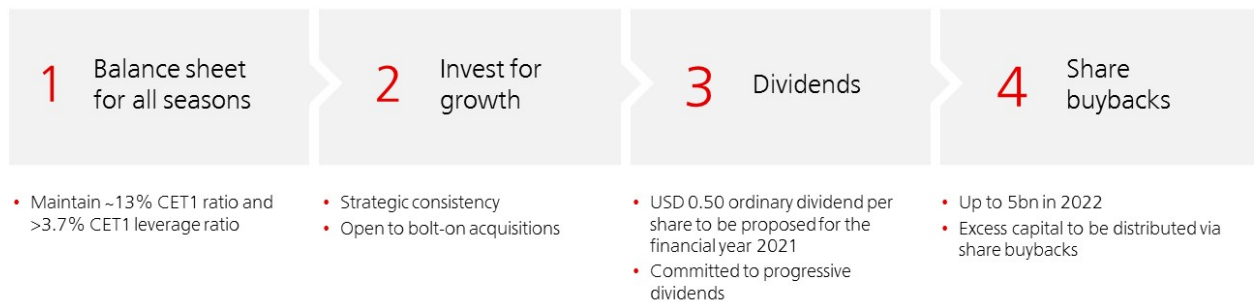 1
Balance sheet
for all seasons
2
Invest for
growth
3
Dividends
4
Share
buybacks
• Maintain ~13% CET1 ratio and
>3.7% CET1 leverage ratio
• Strategic consistency
• Open to bolt-on acquisitions
• USD 0.50 ordinary dividend per
share to be proposed for the
financial year 2021
• Committed to progressive
dividends
• Up to 5bn in 2022
• Excess capital to be distributed via
share buybacks